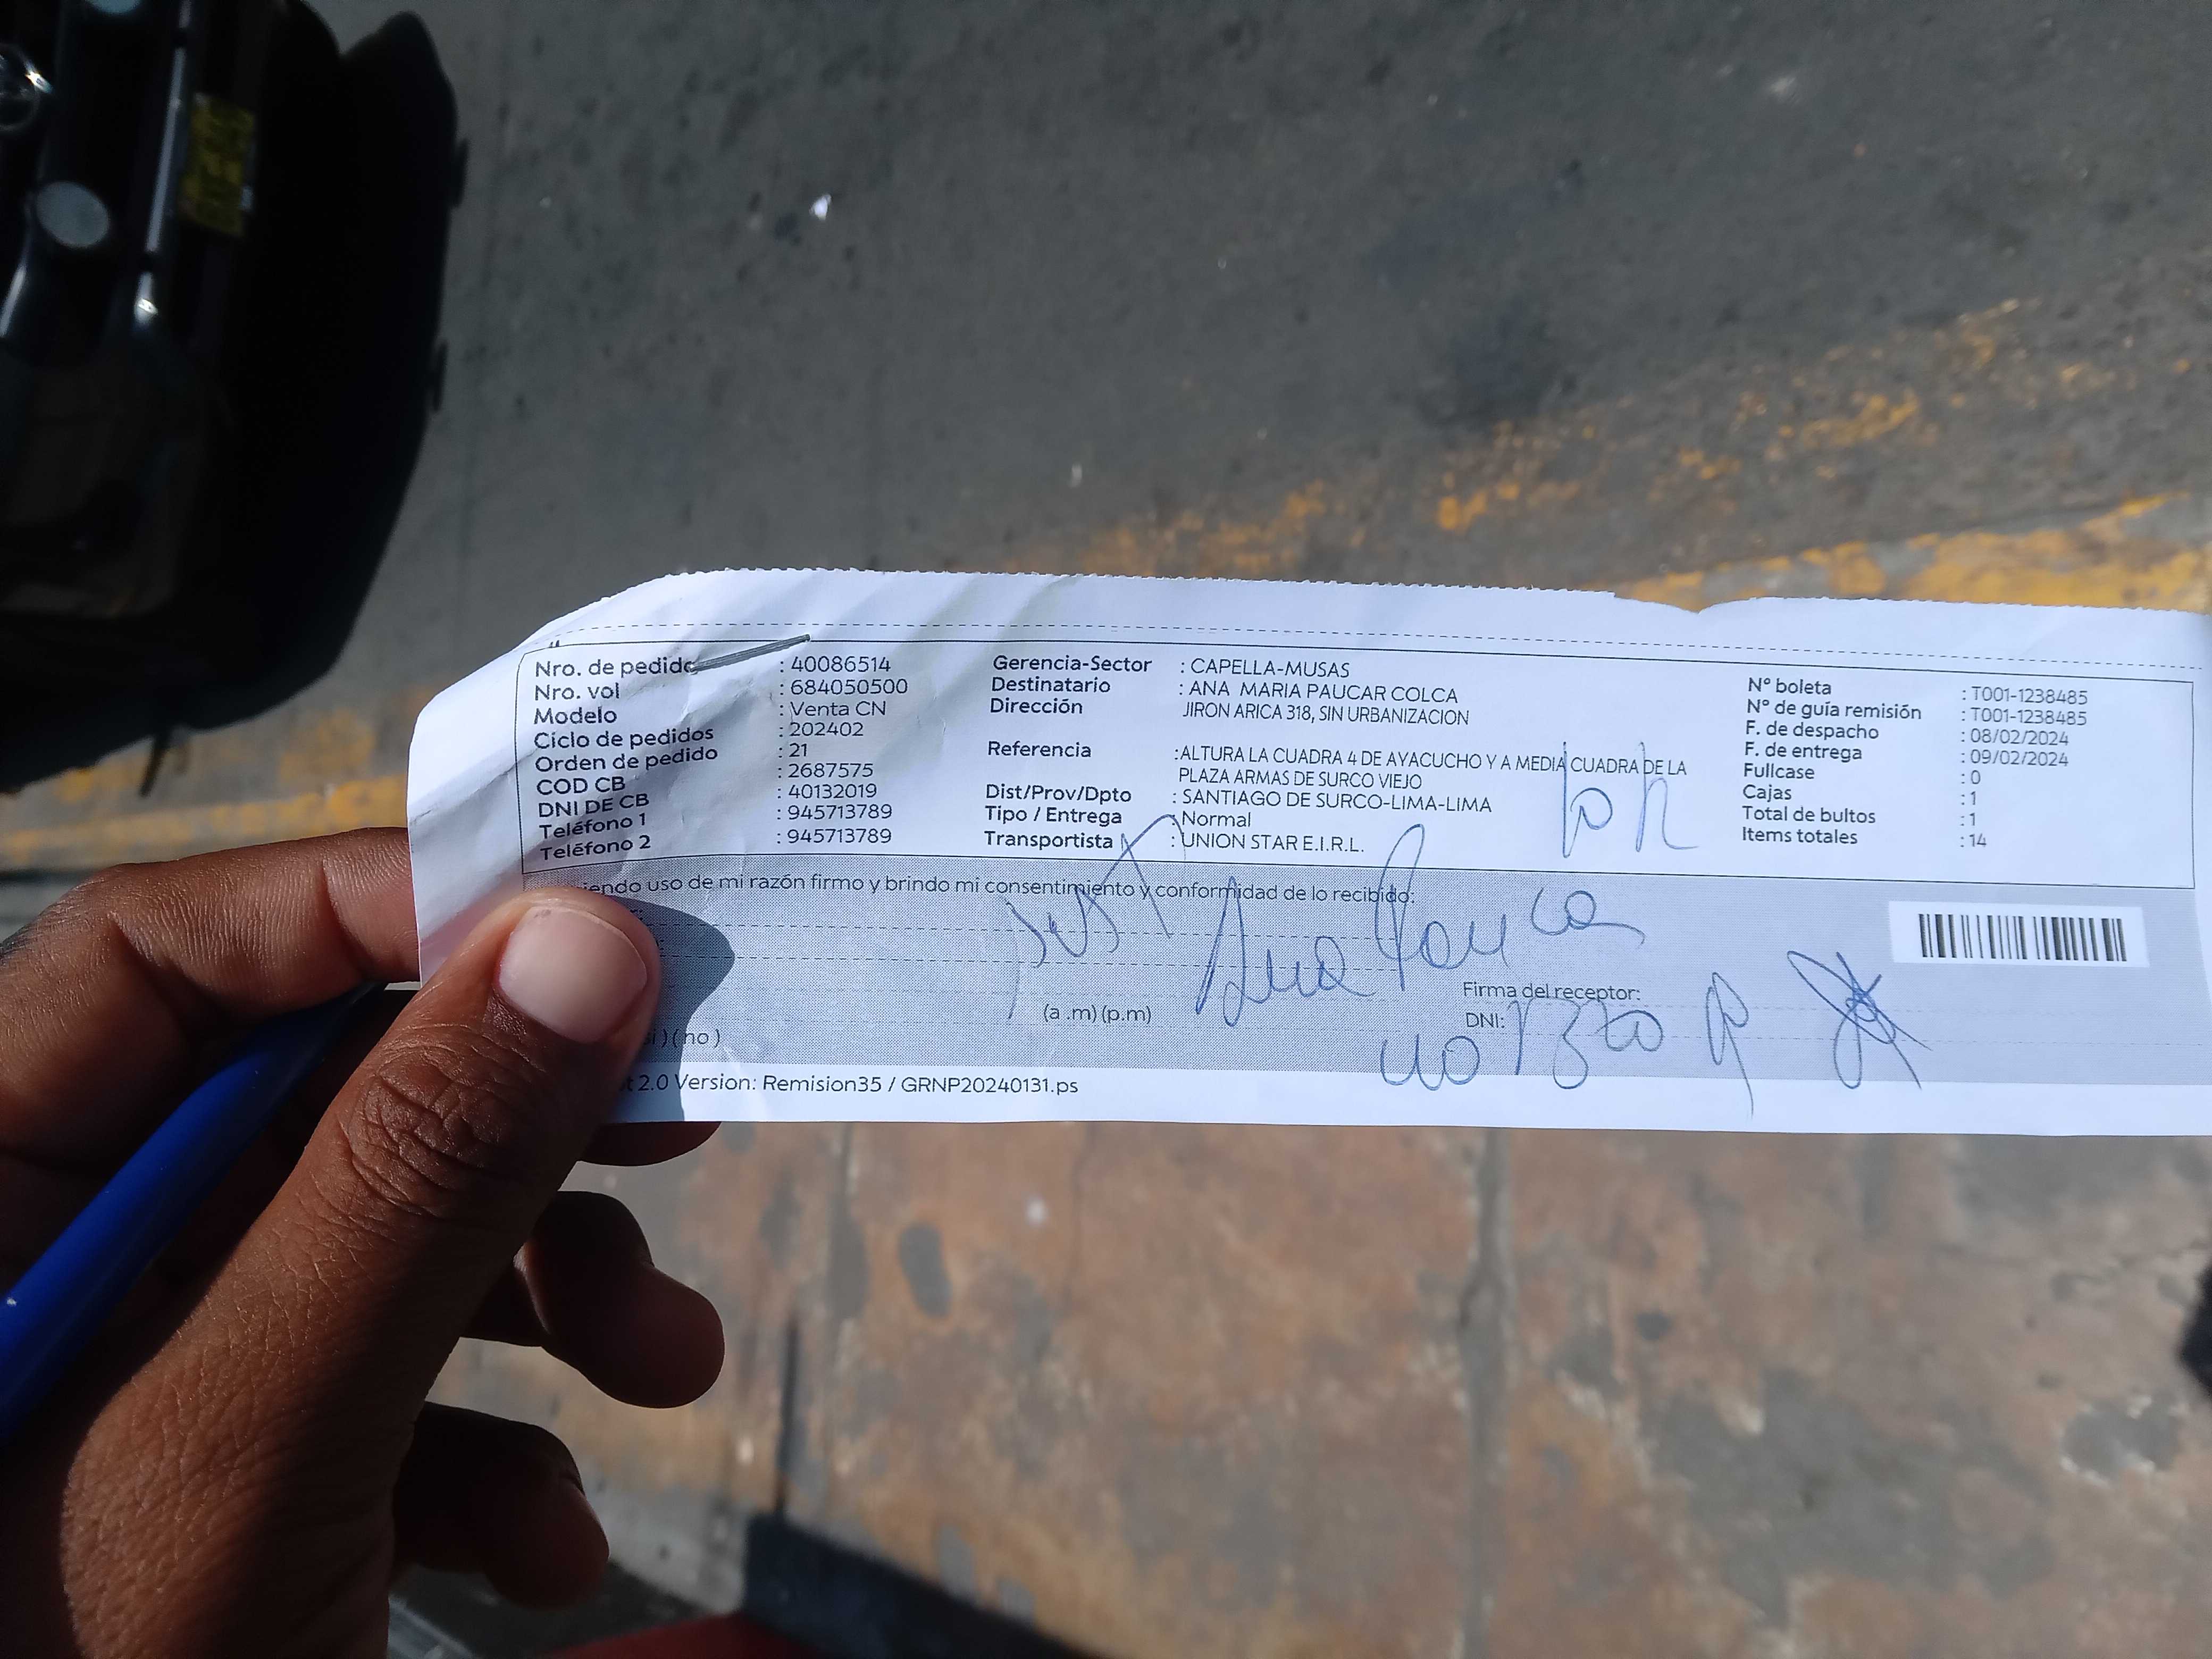 Nro. de pedido : 40086514
Nro. vol : 684050500
Modelo : Venta CN
Ciclo de pedidos : 202402
Orden de pedido : 21
COD CB : 2687575
DNI DE CB : 40132019
Teléfono 1 : 945713789
Teléfono 2 : 945713789
Gerencia-Sector : CAPELLA-MUSAS
Destinatario : ANA MARIA PAUCAR COLCA
Dirección JIRON ARICA 318, SIN URBANIZACION
Referencia :ALTURA LA CUADRA 4 DE AYACUCHO Y A MEDIA CUADRA DE LA
PLAZA ARMAS DE SURCO VIEJO
Dist/Prov/Dpto : SANTIAGO DE SURCO-LIMA-LIMA
Tipo / Entrega : Normal
Transportista : UNION STAR E.I.R.L.
N° boleta : T001-1238485
N° de guía remisión : T001-1238485
F. de despacho : 08/02/2024
F. de entrega : 09/02/2024
Fullcase : 0
Cajas : 1
Total de bultos : 1
Items totales : 14
iendo uso de mi razón firmo y brindo mi consentimiento y conformidad de lo recibido:
Ana Pauca
(a .m) (p.m)
Firma del receptor:
DNI:
si ) ( no )
t 2.0 Version: Remision35 / GRNP20240131.ps